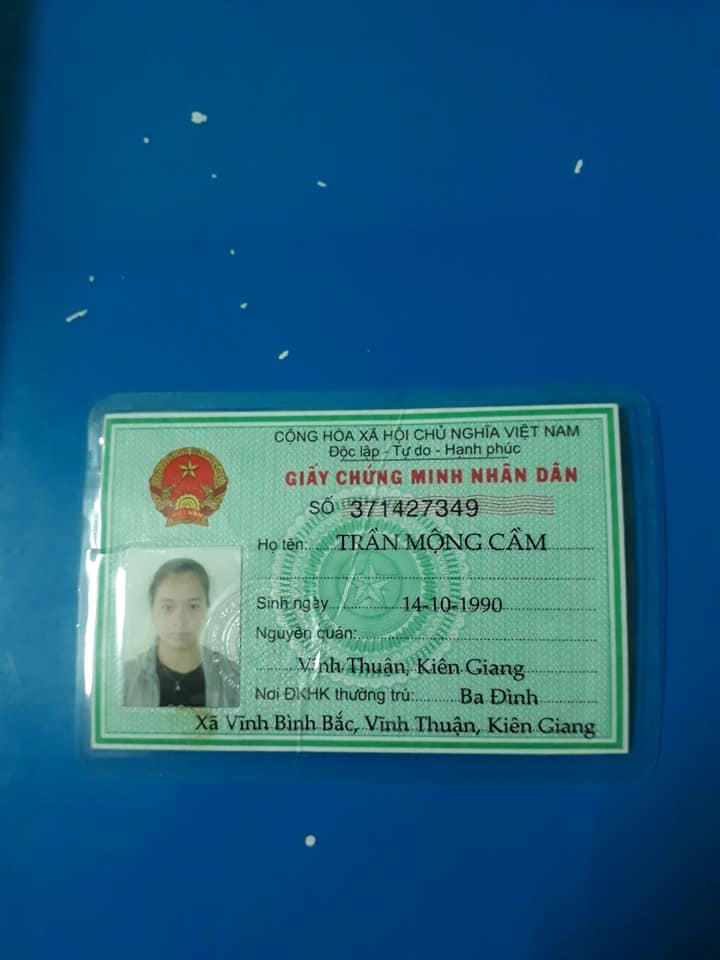 CỘNG HÒA XÃ HỘI CHỦ NGHĨA VIỆT NAM
Độc lập - Tự do - Hạnh phúc
GIẤY CHỨNG MINH NHÂN DÂN
SỐ 371427349
Họ tên:.....TRẦN MỘNG CẦM
Sinh ngày..........14-10-1990
Nguyên quán:
Vĩnh Thuận, Kiên Giang
Nơi ĐKHK thường trú:..........Ba Đình
Xã Vĩnh Bình Bắc, Vĩnh Thuận, Kiên Giang